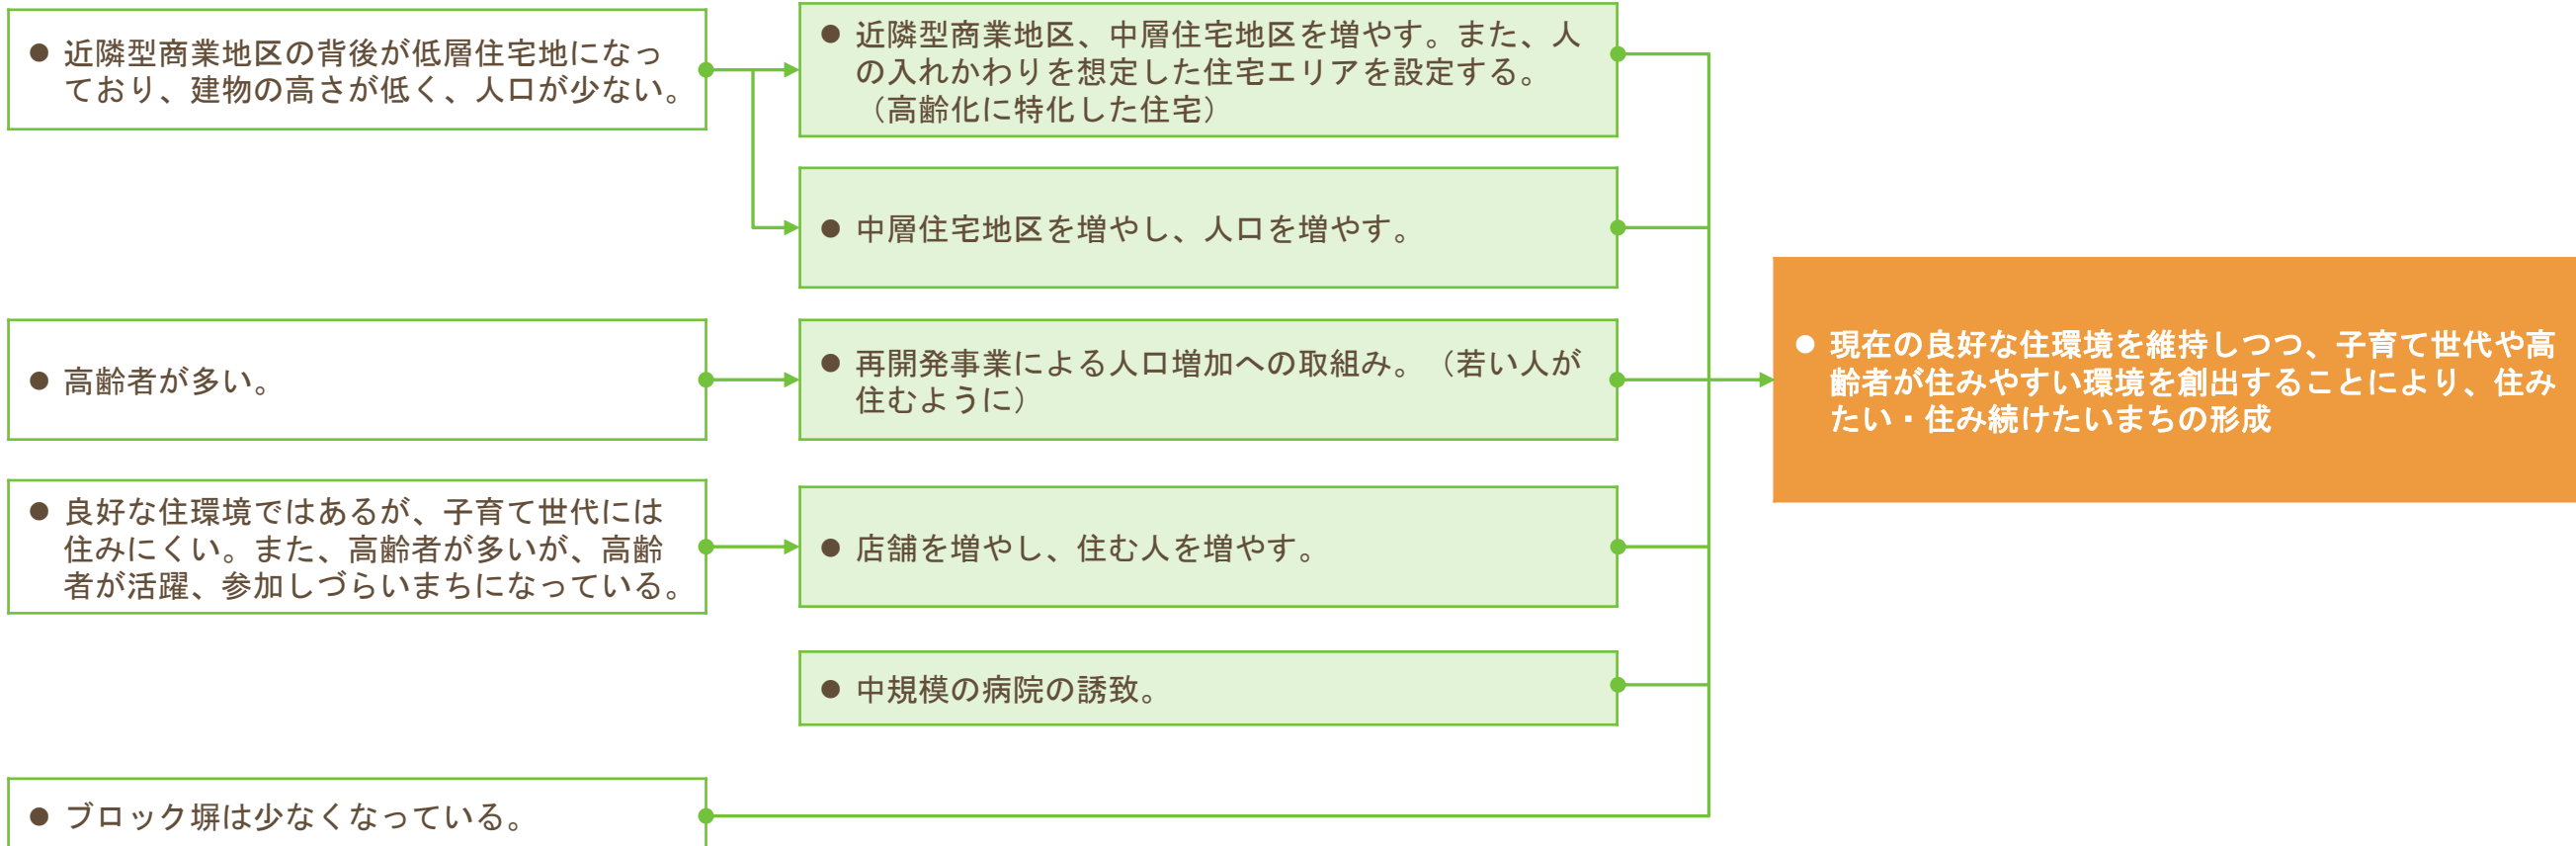 ● 近隣型商業地区の背後が低層住宅地になっ
ており、建物の高さが低く、人口が少ない。
● 近隣型商業地区、中層住宅地区を増やす。また、人
の入れかわりを想定した住宅エリアを設定する。
（高齢化に特化した住宅）
● 中層住宅地区を増やし、人口を増やす。
● 高齢者が多い。
● 再開発事業による人口増加への取組み。（若い人が
住むように）
● 良好な住環境ではあるが、子育て世代には
住みにくい。また、高齢者が多いが、高齢
者が活躍、参加しづらいまちになっている。
● 店舗を増やし、住む人を増やす。
● 中規模の病院の誘致。
● ブロック塀は少なくなっている。
● 現在の良好な住環境を維持しつつ、子育て世代や高
齢者が住みやすい環境を創出することにより、住み
たい・住み続けたいまちの形成